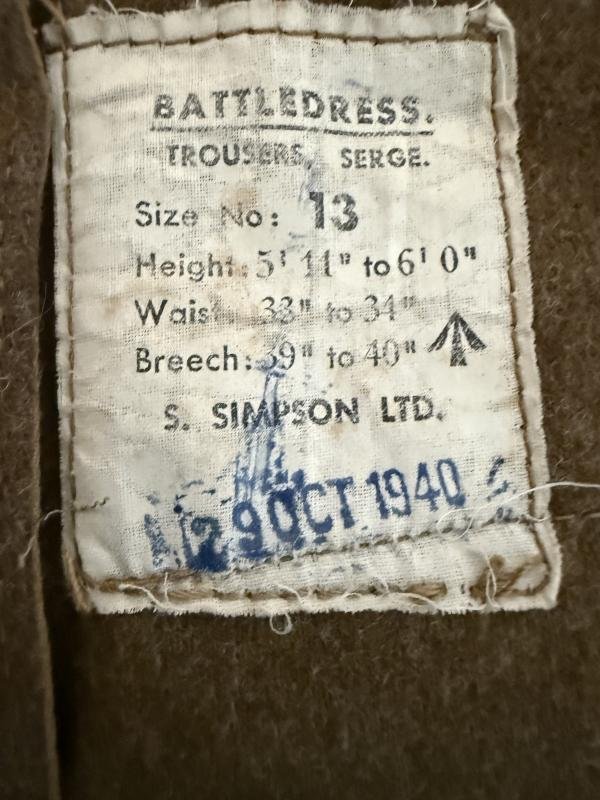 BATTLEDRESS.
TROUSERS, SERGE.
Size No: 13
Height: 5' 11" to 6' 0"
Waist 33" to 34"
Breech: 39" to 40"
S. SIMPSON LTD.
29 OCT 1940